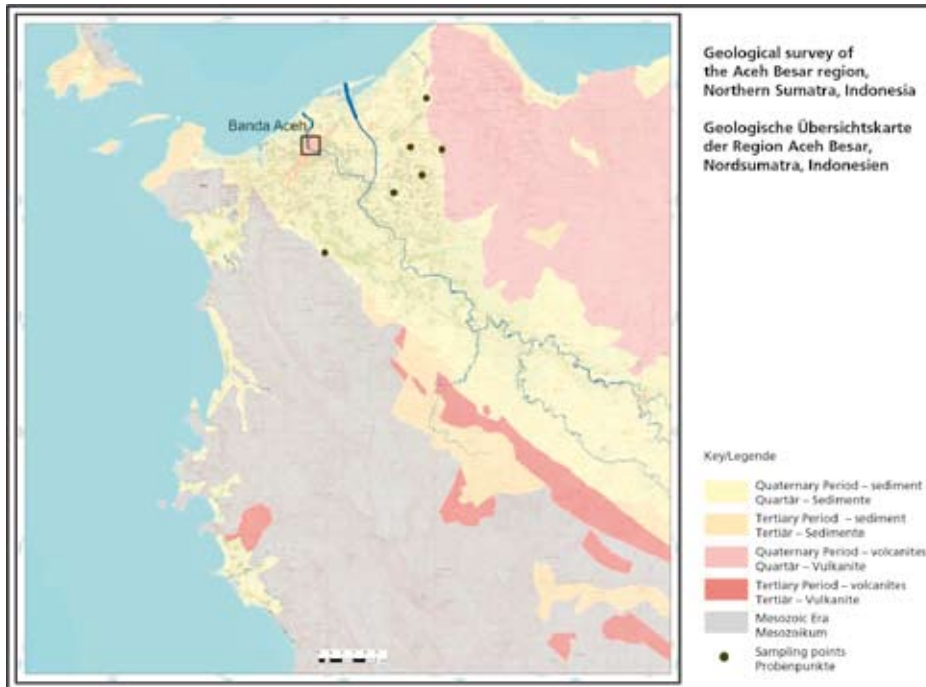 Banda Aceh
Geological survey of
the Aceh Besar region,
Northern Sumatra, Indonesia
Geologische Übersichtskarte
der Region Aceh Besar,
Nordsumatra, Indonesien
Key/Legende
Quaternary Period – sediment
Quartär – Sedimente
Tertiary Period – sediment
Tertiär – Sedimente
Quaternary Period – volcanites
Quartär – Vulkanite
Tertiary Period – volcanites
Tertiär – Vulkanite
Mesozoic Era
Mesozoikum
Sampling points
Probenpunkte